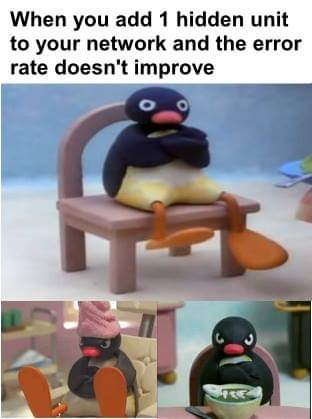 When you add 1 hidden unit
to your network and the error
rate doesn't improve